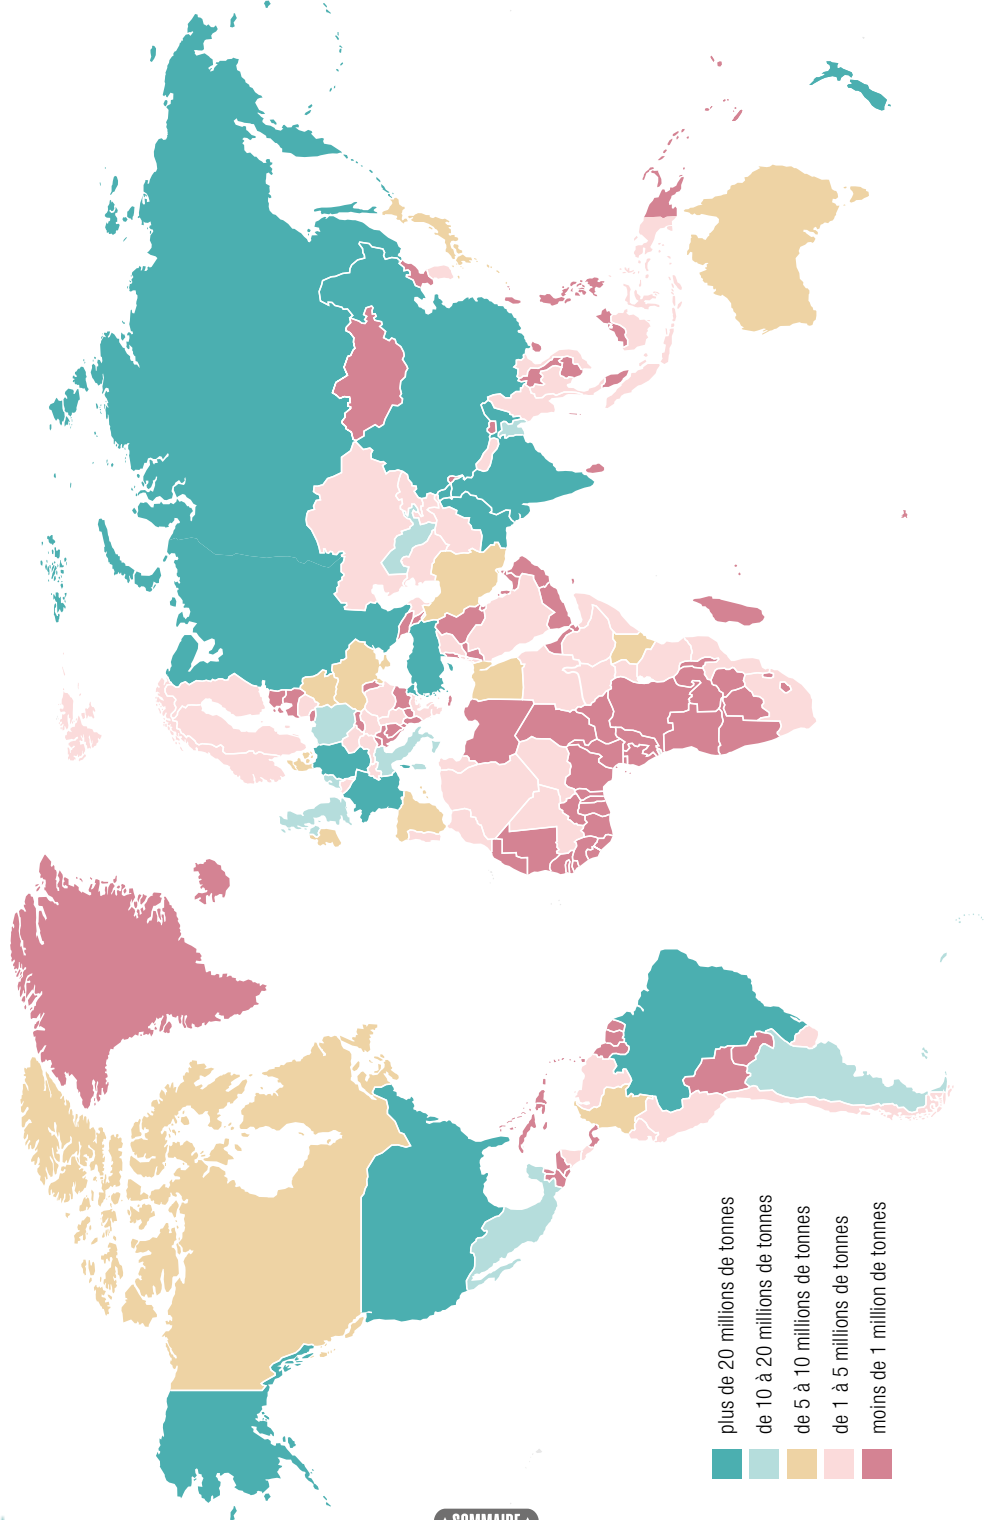 plus de 20 millions de tonnes
de 10 à 20 millions de tonnes
de 5 à 10 millions de tonnes
de 1 à 5 millions de tonnes
moins de 1 million de tonnes
SOMMAIRE